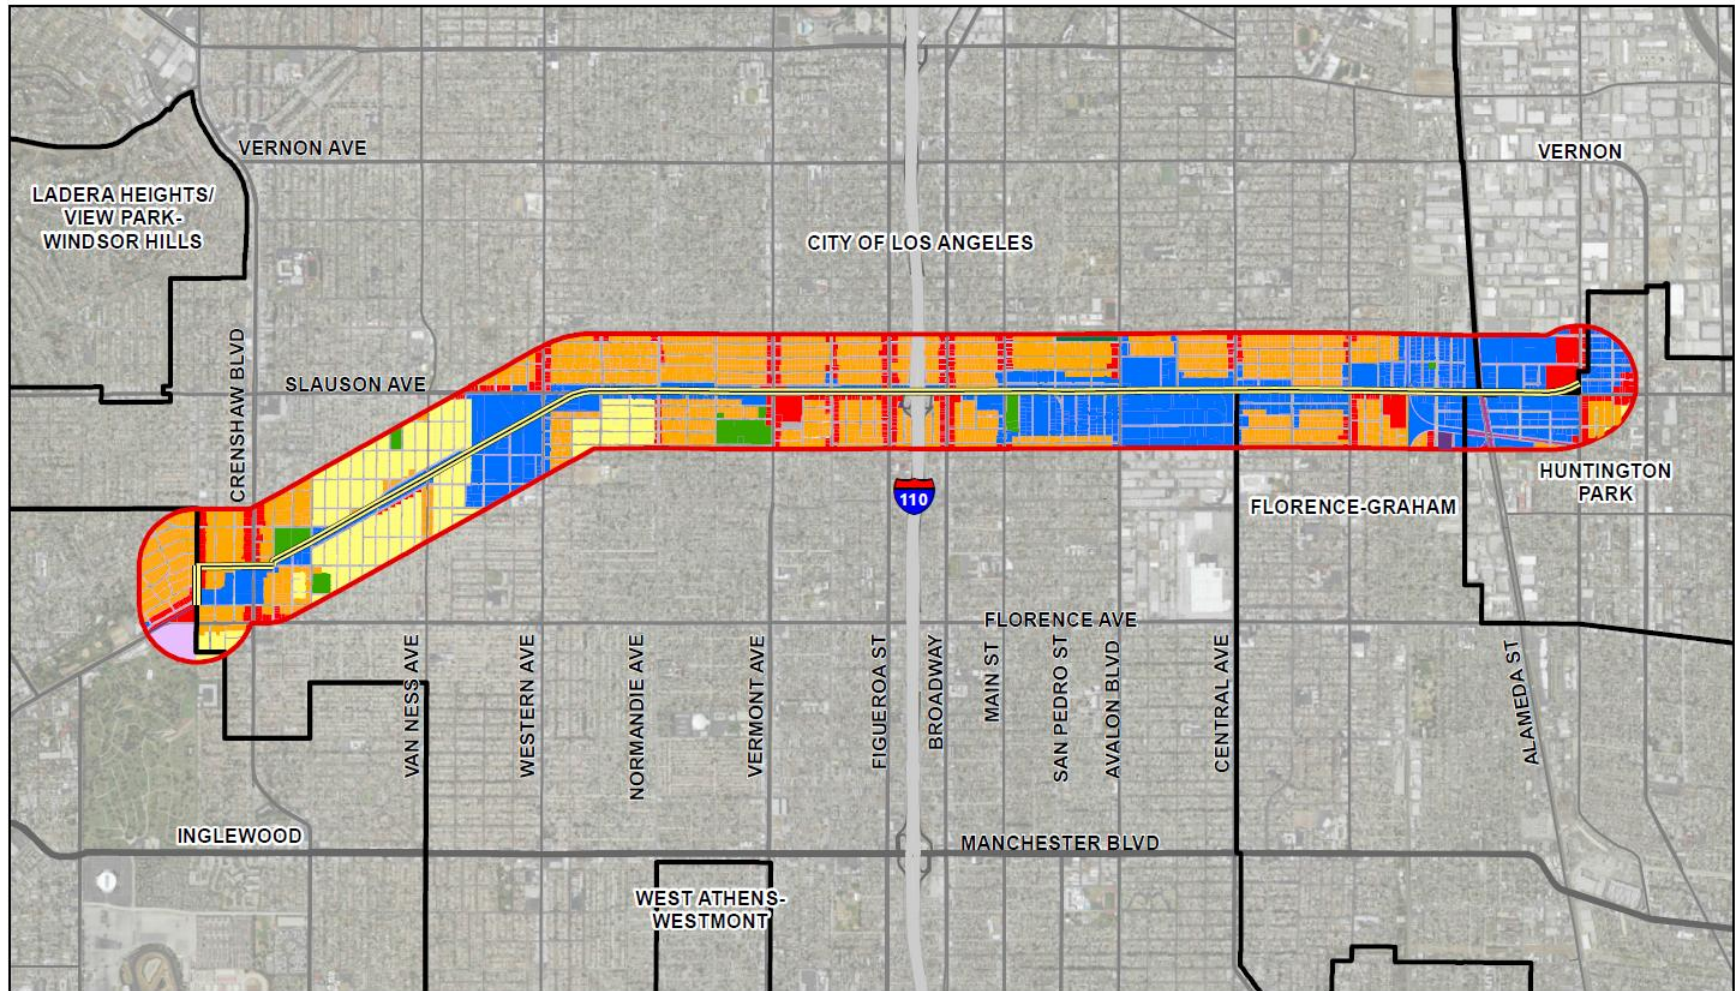 VERNON AVE
VERNON
LADERA HEIGHTS/
VIEW PARK-
WINDSOR HILLS
CITY OF LOS ANGELES
CRENSHAW BLVD
SLAUSON AVE
HUNTINGTON
PARK
110
FLORENCE-GRAHAM
FLORENCE AVE
VAN NESS AVE
WESTERN AVE
NORMANDIE AVE
VERMONT AVE
FIGUEROA ST
BROADWAY
MAIN ST
SAN PEDRO ST
AVALON BLVD
CENTRAL AVE
ALAMEDA ST
INGLEWOOD
MANCHESTER BLVD
WEST ATHENS-
WESTMONT